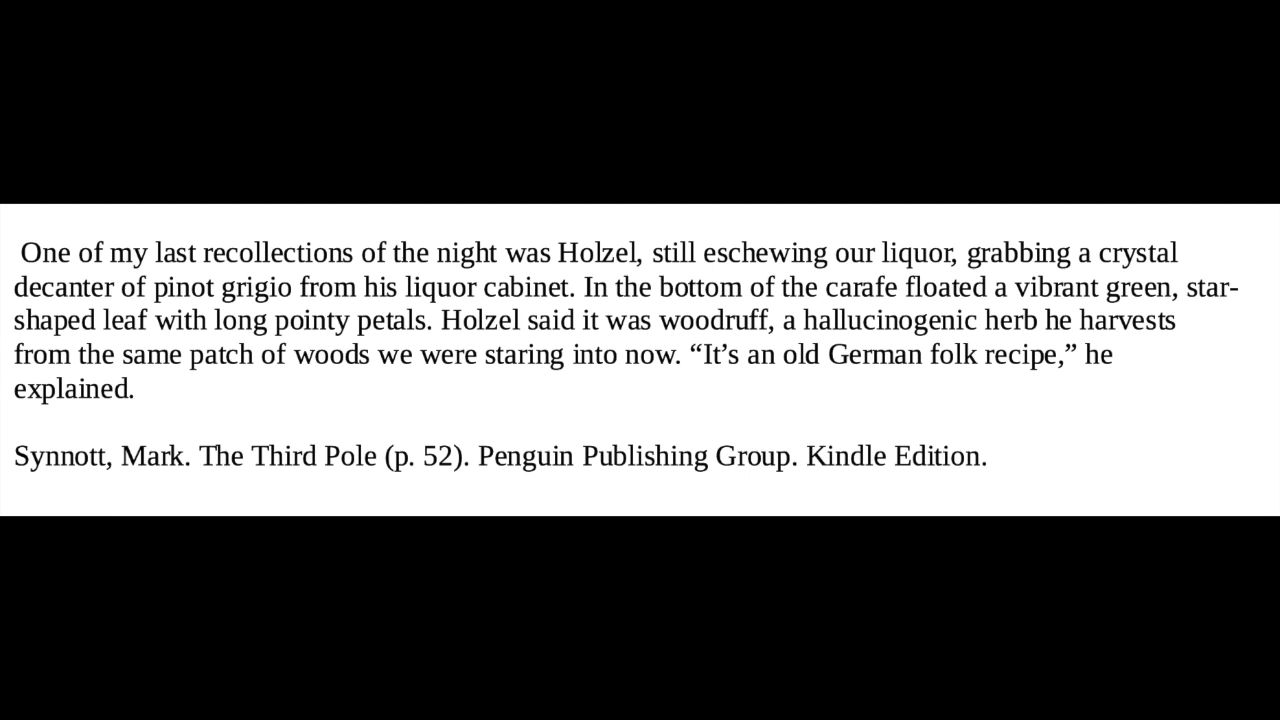 One of my last recollections of the night was Holzel, still eschewing our liquor, grabbing a crystal
decanter of pinot grigio from his liquor cabinet. In the bottom of the carafe floated a vibrant green, star-
shaped leaf with long pointy petals. Holzel said it was woodruff, a hallucinogenic herb he harvests
from the same patch of woods we were staring into now. “It’s an old German folk recipe,” he
explained.
Synnott, Mark. The Third Pole (p. 52). Penguin Publishing Group. Kindle Edition.